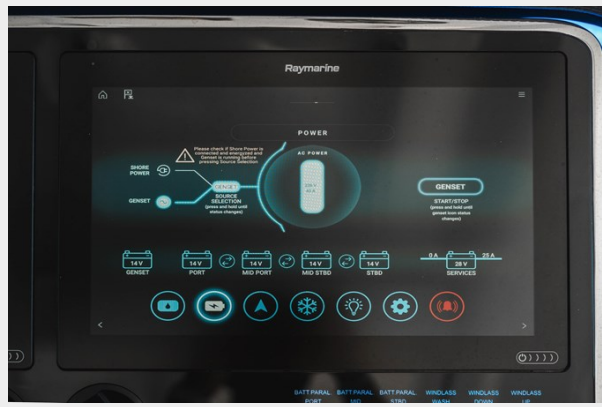 Raymarine
POWER
Please check if Shore Power is
connected and energyzed and
Genset is running before
pressing Source Selection
AC POWER
SHORE
POWER
GENSET
GENSET
SOURCE
SELECTION
(press and hold until
status changes)
GENSET
START/STOP
(press and hold until
genset icon status
changes)
14 V
GENSET
14 V
PORT
14 V
MID PORT
14 V
MID STBD
14 V
STBD
0 A
28 V
25 A
SERVICES
BATT PARAL
PORT
BATT PARAL
MID
BATT PARAL
STBD
WINDLASS
WASH
WINDLASS
DOWN
WINDLASS
UP